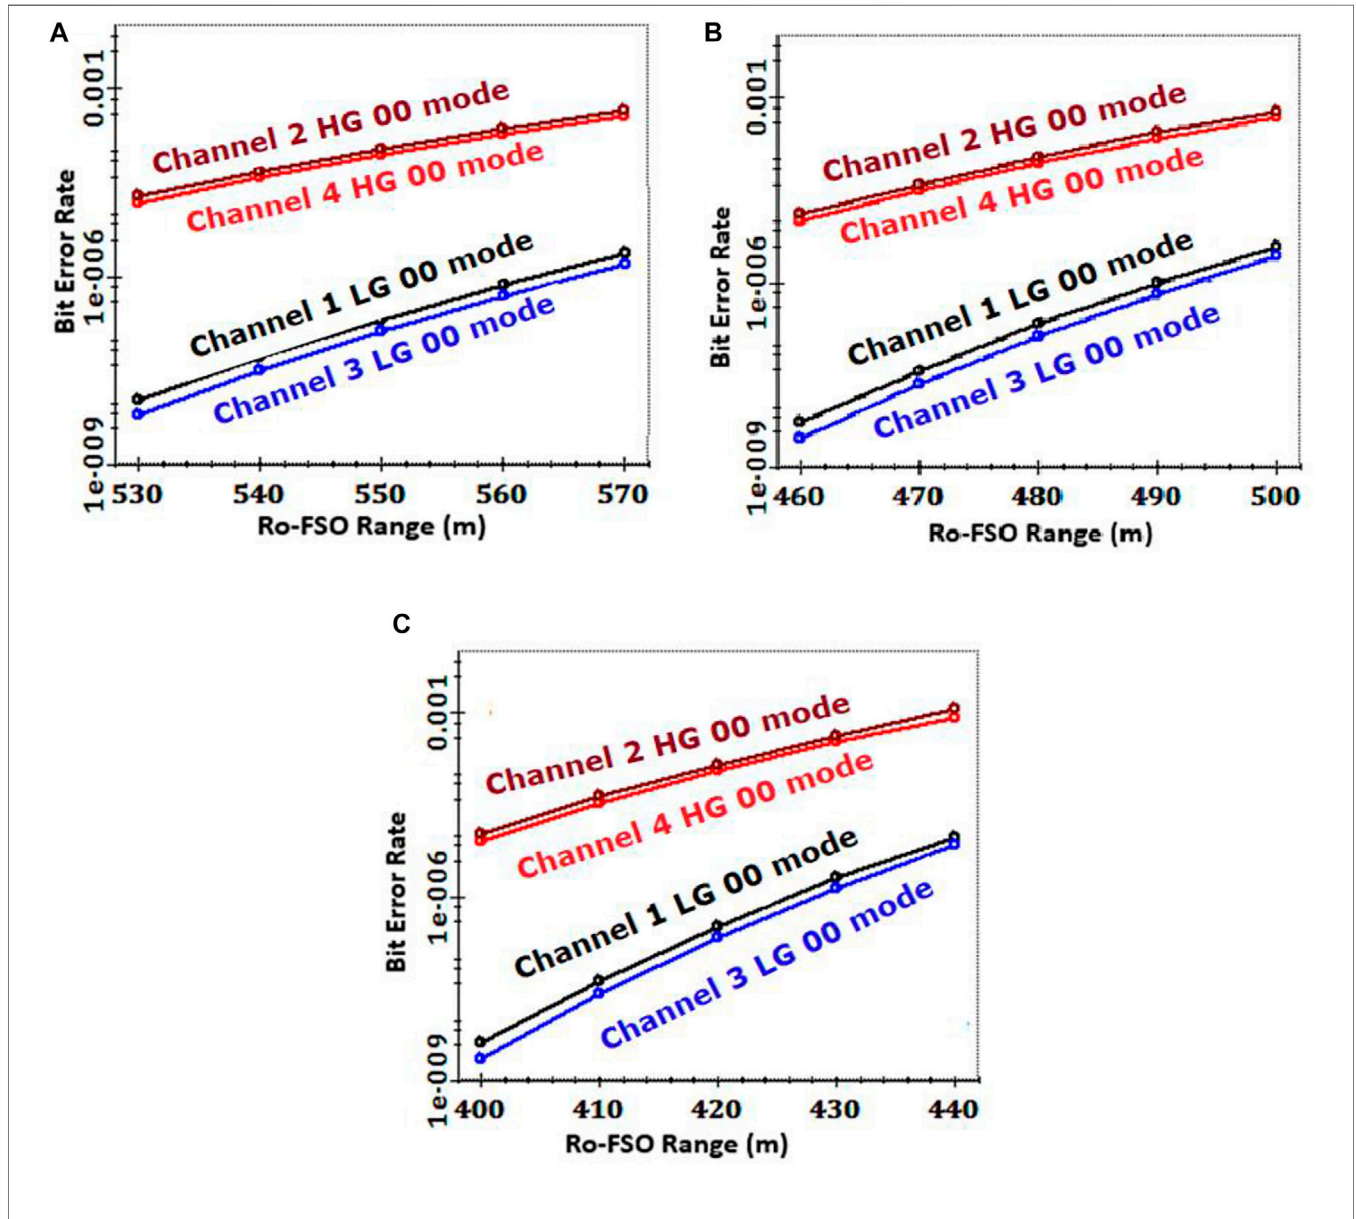 A
Bit Error Rate
0.001
1e-006
1e-009
Channel 2 HG 00 mode
Channel 4 HG 00 mode
Channel 1 LG 00 mode
Channel 3 LG 00 mode
530 540 550 560 570
Ro-FSO Range (m)
B
Bit Error Rate
0.001
1e-006
1e-009
Channel 2 HG 00 mode
Channel 4 HG 00 mode
Channel 1 LG 00 mode
Channel 3 LG 00 mode
460 470 480 490 500
Ro-FSO Range (m)
C
Bit Error Rate
0.001
1e-006
1e-009
Channel 2 HG 00 mode
Channel 4 HG 00 mode
Channel 1 LG 00 mode
Channel 3 LG 00 mode
400 410 420 430 440
Ro-FSO Range (m)